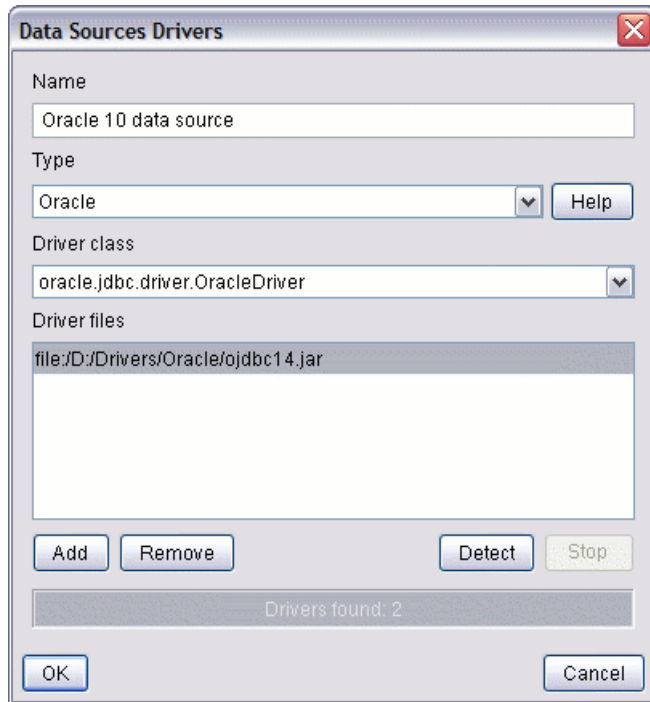 Data Sources Drivers
Name
Oracle 10 data source
Type
Oracle
Help
Driver class
oracle.jdbc.driver.OracleDriver
Driver files
file:/D:/Drivers/Oracle/ojdbc14.jar
Add Remove Detect Stop
Drivers found: 2
OK Cancel